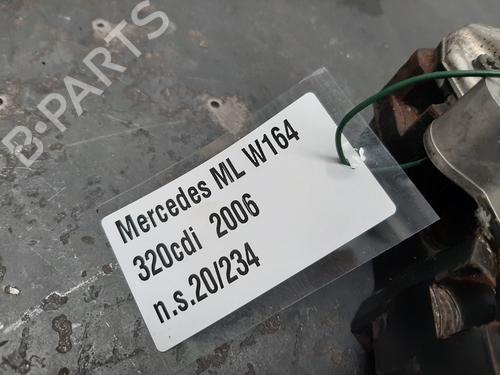 B-PARTS
Mercedes ML W164
320cdi 2006
n.s.20/234